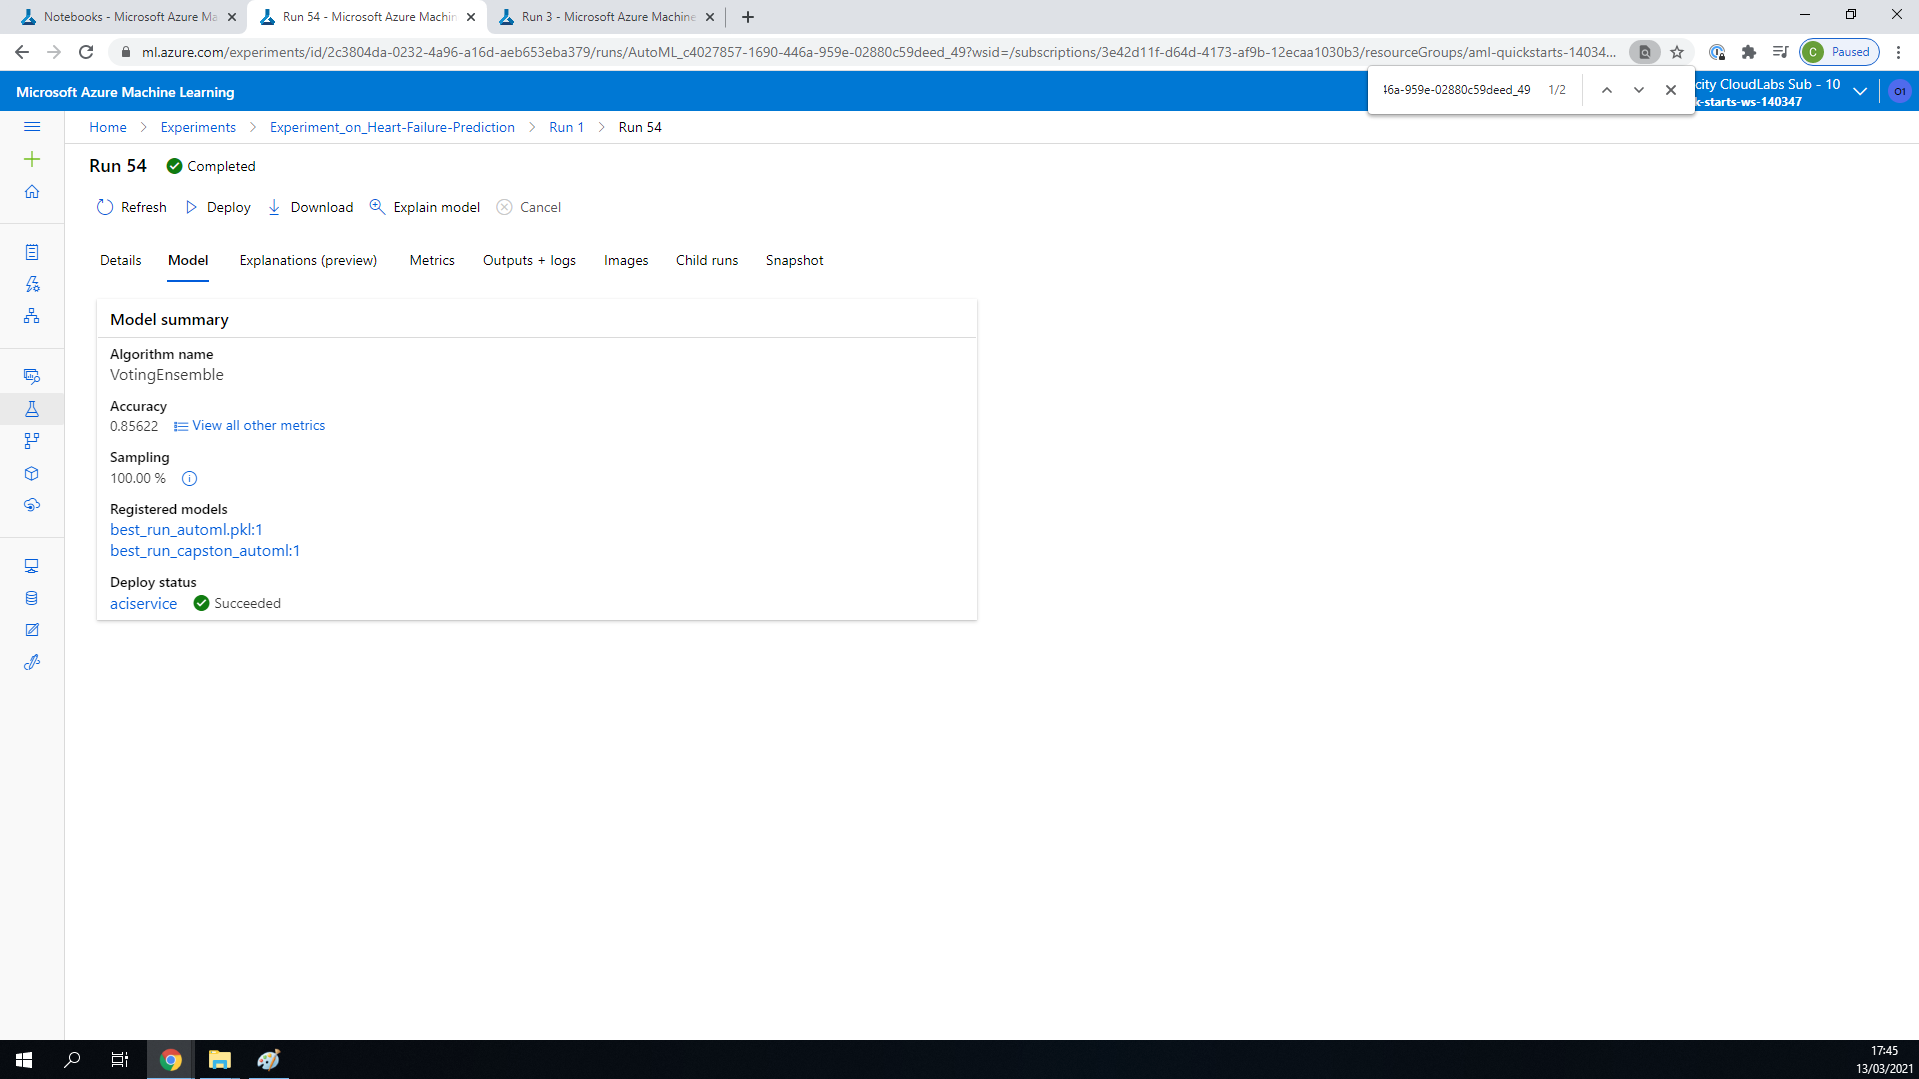 Notebooks - Microsoft Azure Ma
Run 54 - Microsoft Azure Machin
Run 3 - Microsoft Azure Machine
ml.azure.com/experiments/id/2c3804da-0232-4a96-a16d-aeb653eba379/runs/AutoML_c4027857-1690-446a-959e-02880c59deed_49?wsid=/subscriptions/3e42d11f-d64d-4173-af9b-12ecaa1030b3/resourceGroups/aml-quickstarts-14034...
C Paused
Microsoft Azure Machine Learning
46a-959e-02880c59deed_49 1/2
city CloudLabs Sub - 10
k-starts-ws-140347
O1
Home > Experiments > Experiment_on_Heart-Failure-Prediction > Run 1 > Run 54
Run 54 Completed
Refresh Deploy Download Explain model Cancel
Details Model Explanations (preview) Metrics Outputs + logs Images Child runs Snapshot
Model summary
Algorithm name
VotingEnsemble
Accuracy
0.85622 View all other metrics
Sampling
100.00 %
Registered models
best_run_automl.pkl:1
best_run_capston_automl:1
Deploy status
aciservice Succeeded
17:45
13/03/2021